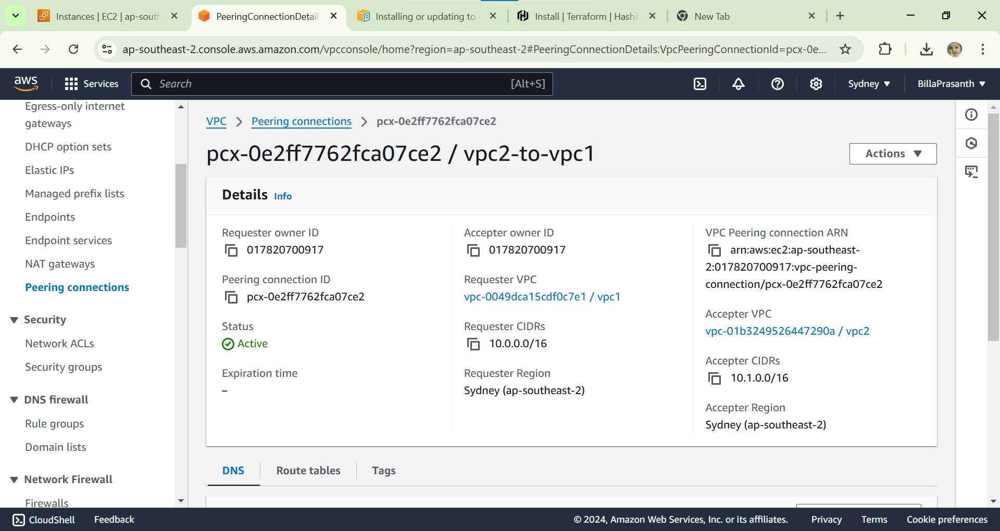 Instances | EC2 | ap-south
PeeringConnectionDetail
Installing or updating to
Install | Terraform | Hashi
New Tab
ap-southeast-2.console.aws.amazon.com/vpcconsole/home?region=ap-southeast-2#PeeringConnectionDetails:VpcPeeringConnectionId=pcx-0e...
aws
Services
Search
[Alt+S]
Sydney
BillaPrasanth
Egress-only internet
gateways
DHCP option sets
Elastic IPs
Managed prefix lists
Endpoints
Endpoint services
NAT gateways
Peering connections
Security
Network ACLs
Security groups
DNS firewall
Rule groups
Domain lists
Network Firewall
Firewalls
VPC
Peering connections
pcx-0e2ff7762fca07ce2
pcx-0e2ff7762fca07ce2 / vpc2-to-vpc1
Actions
Details Info
Requester owner ID
017820700917
Peering connection ID
pcx-0e2ff7762fca07ce2
Status
Active
Expiration time
–
Accepter owner ID
017820700917
Requester VPC
vpc-0049dca15cdf0c7e1 / vpc1
Requester CIDRs
10.0.0.0/16
Requester Region
Sydney (ap-southeast-2)
VPC Peering connection ARN
arn:aws:ec2:ap-southeast-
2:017820700917:vpc-peering-
connection/pcx-0e2ff7762fca07ce2
Accepter VPC
vpc-01b3249526447290a / vpc2
Accepter CIDRs
10.1.0.0/16
Accepter Region
Sydney (ap-southeast-2)
DNS
Route tables
Tags
CloudShell
Feedback
© 2024, Amazon Web Services, Inc. or its affiliates.
Privacy
Terms
Cookie preferences